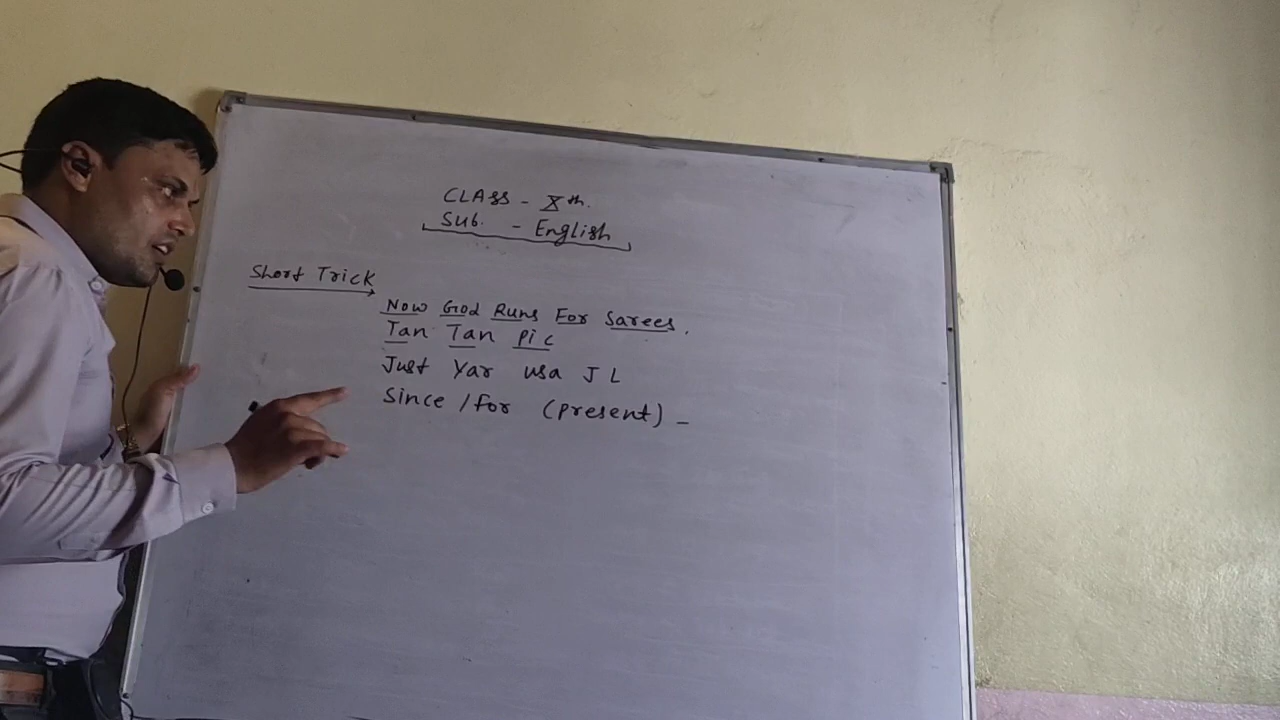 CLASS - Xth.
Sub. - English
Short Trick
Now God Runs For Sarees.
Tan Tan Pic
Just Yar usa J L
Since / for (present) -